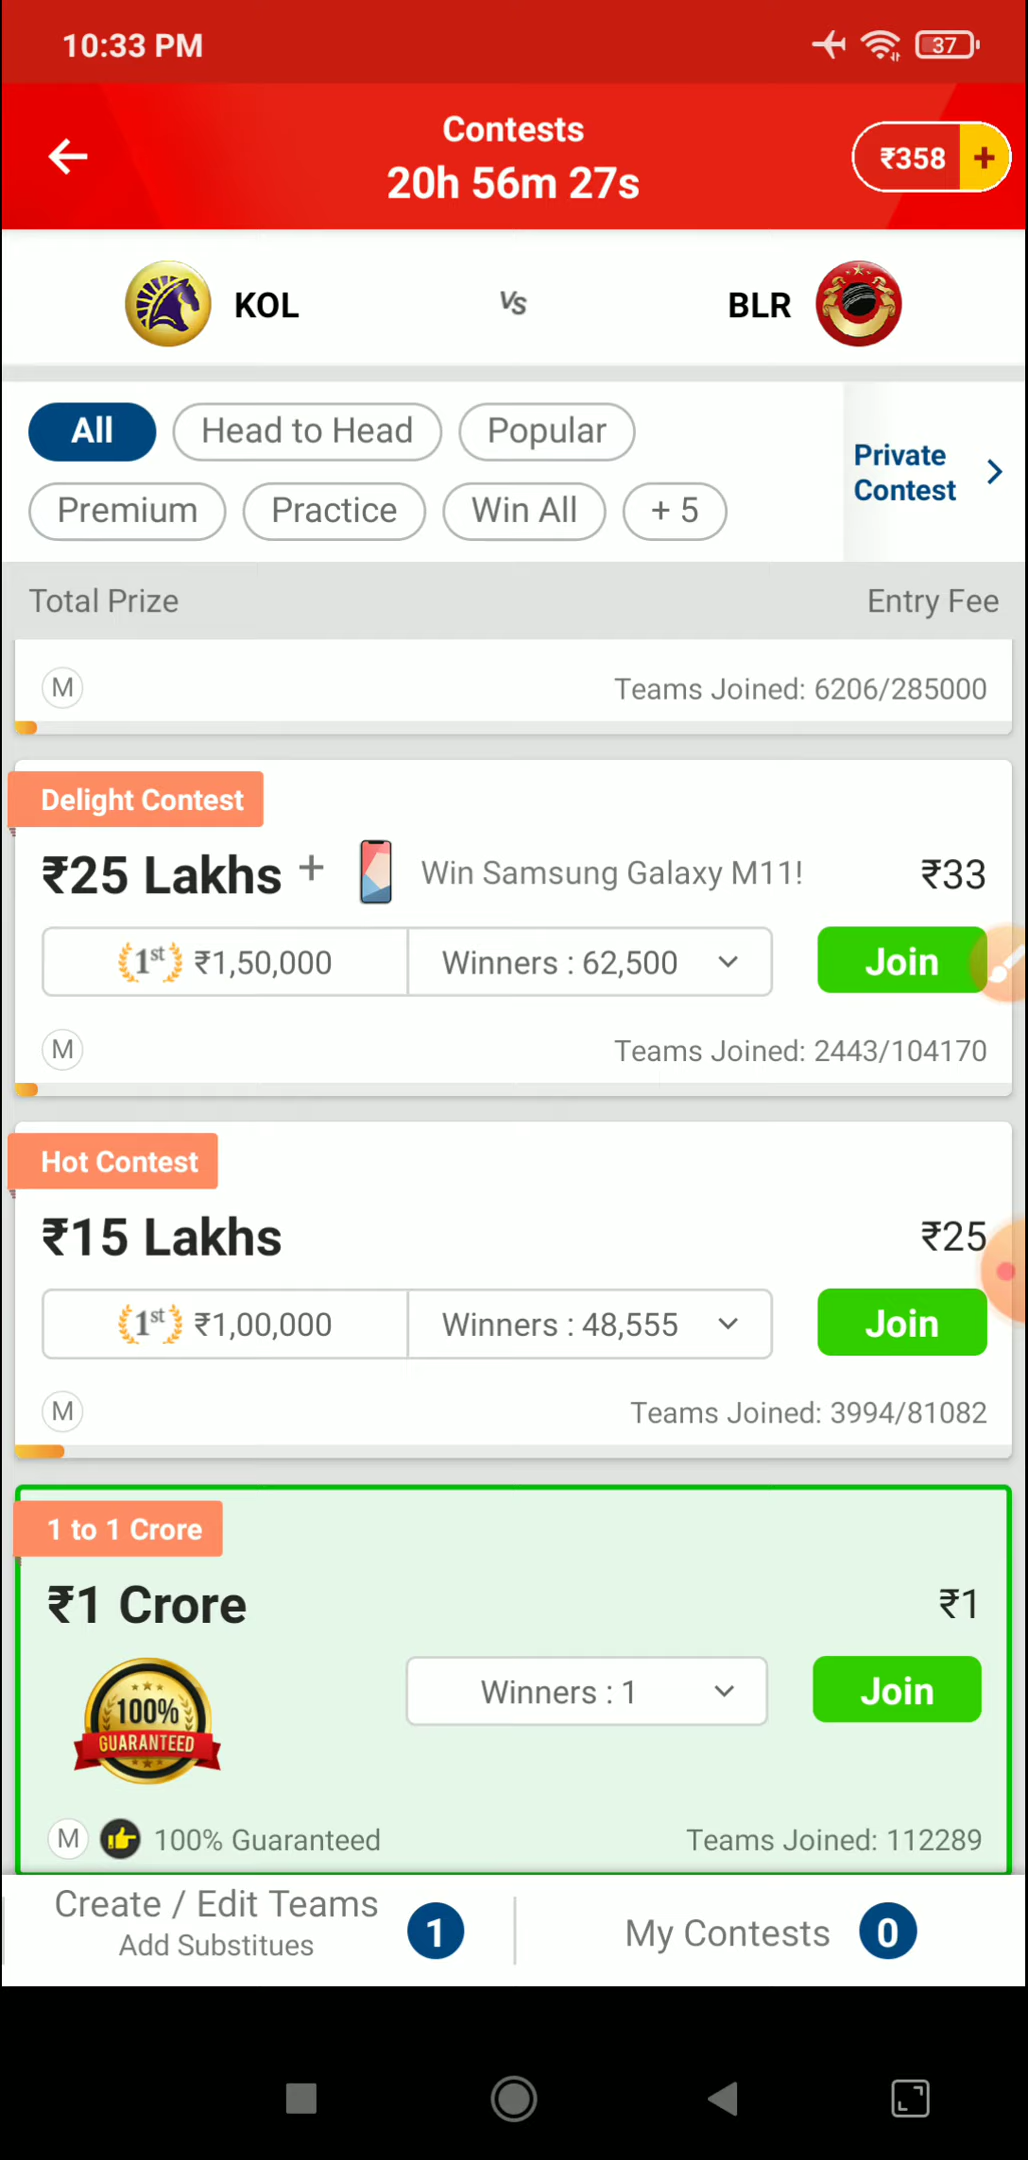 10:33 PM
37
Contests
20h 56m 27s
₹358 +
KOL
Vs
BLR
All
Head to Head
Popular
Premium
Practice
Win All
+ 5
Private
Contest
Total Prize
Entry Fee
M
Teams Joined: 6206/285000
Delight Contest
₹25 Lakhs +
Win Samsung Galaxy M11!
₹33
1st ₹1,50,000
Winners : 62,500
Join
M
Teams Joined: 2443/104170
Hot Contest
₹15 Lakhs
₹25
1st ₹1,00,000
Winners : 48,555
Join
M
Teams Joined: 3994/81082
1 to 1 Crore
₹1 Crore
₹1
100%
GUARANTEED
Winners : 1
Join
M
100% Guaranteed
Teams Joined: 112289
Create / Edit Teams
Add Substitues
1
My Contests
0